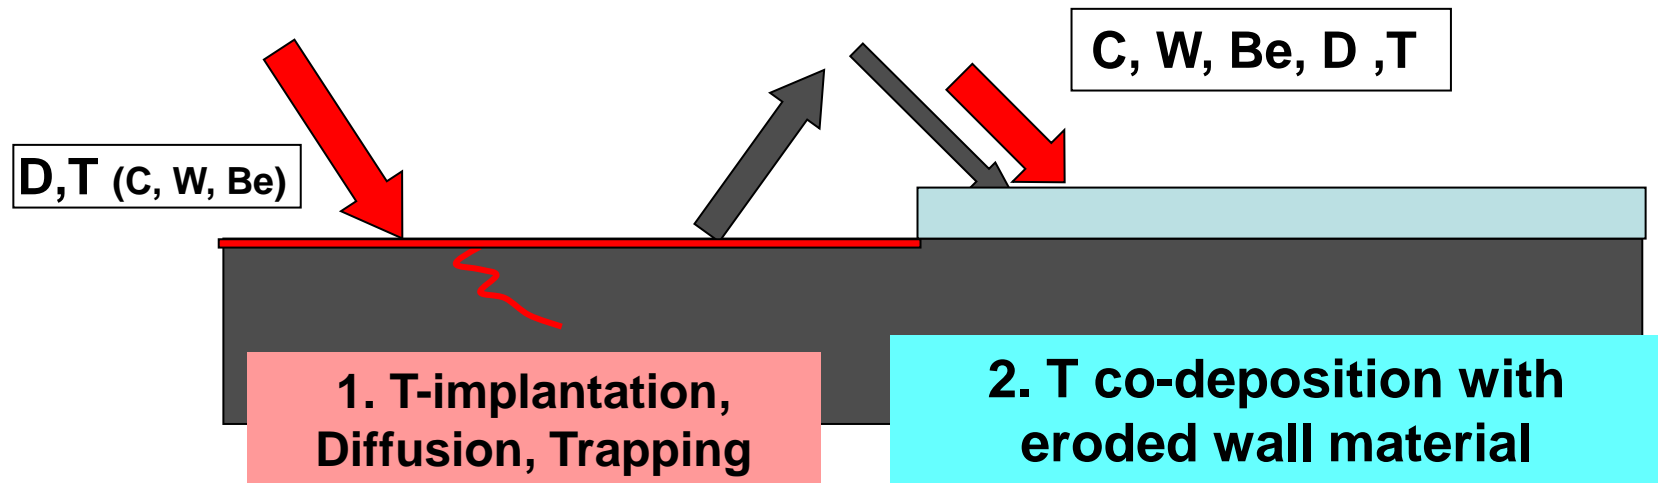 C, W, Be, D ,T
D,T (C, W, Be)
1. T-implantation,
Diffusion, Trapping
2. T co-deposition with
eroded wall material